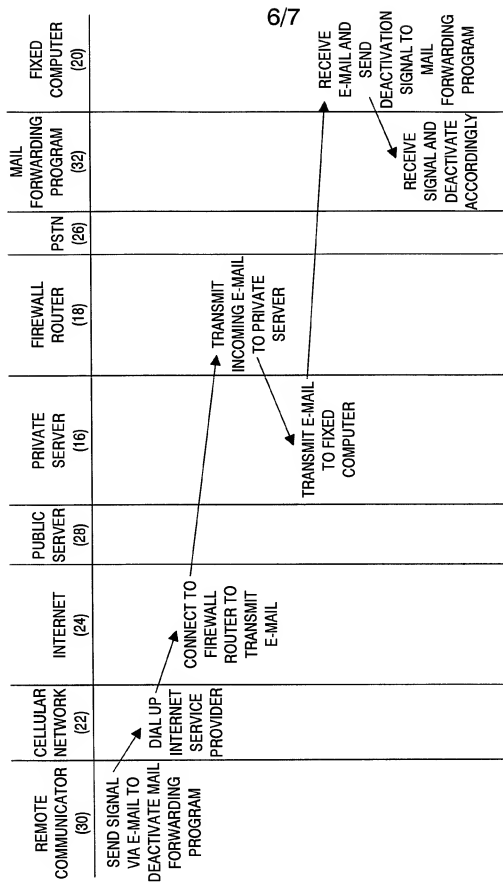 6/7
REMOTE
COMMUNICATOR
(30)
CELLULAR
NETWORK
(22)
INTERNET
(24)
PUBLIC
SERVER
(28)
PRIVATE
SERVER
(16)
FIREWALL
ROUTER
(18)
PSTN
(26)
MAIL
FORWARDING
PROGRAM
(32)
FIXED
COMPUTER
(20)
SEND SIGNAL
VIA E-MAIL TO
DEACTIVATE MAIL
FORWARDING
PROGRAM
DIAL UP
INTERNET
SERVICE
PROVIDER
CONNECT TO
FIREWALL
ROUTER TO
TRANSMIT
E-MAIL
TRANSMIT
INCOMING E-MAIL
TO PRIVATE
SERVER
TRANSMIT E-MAIL
TO FIXED
COMPUTER
RECEIVE
E-MAIL AND
SEND
DEACTIVATION
SIGNAL TO
MAIL
FORWARDING
PROGRAM
RECEIVE
SIGNAL AND
DEACTIVATE
ACCORDINGLY